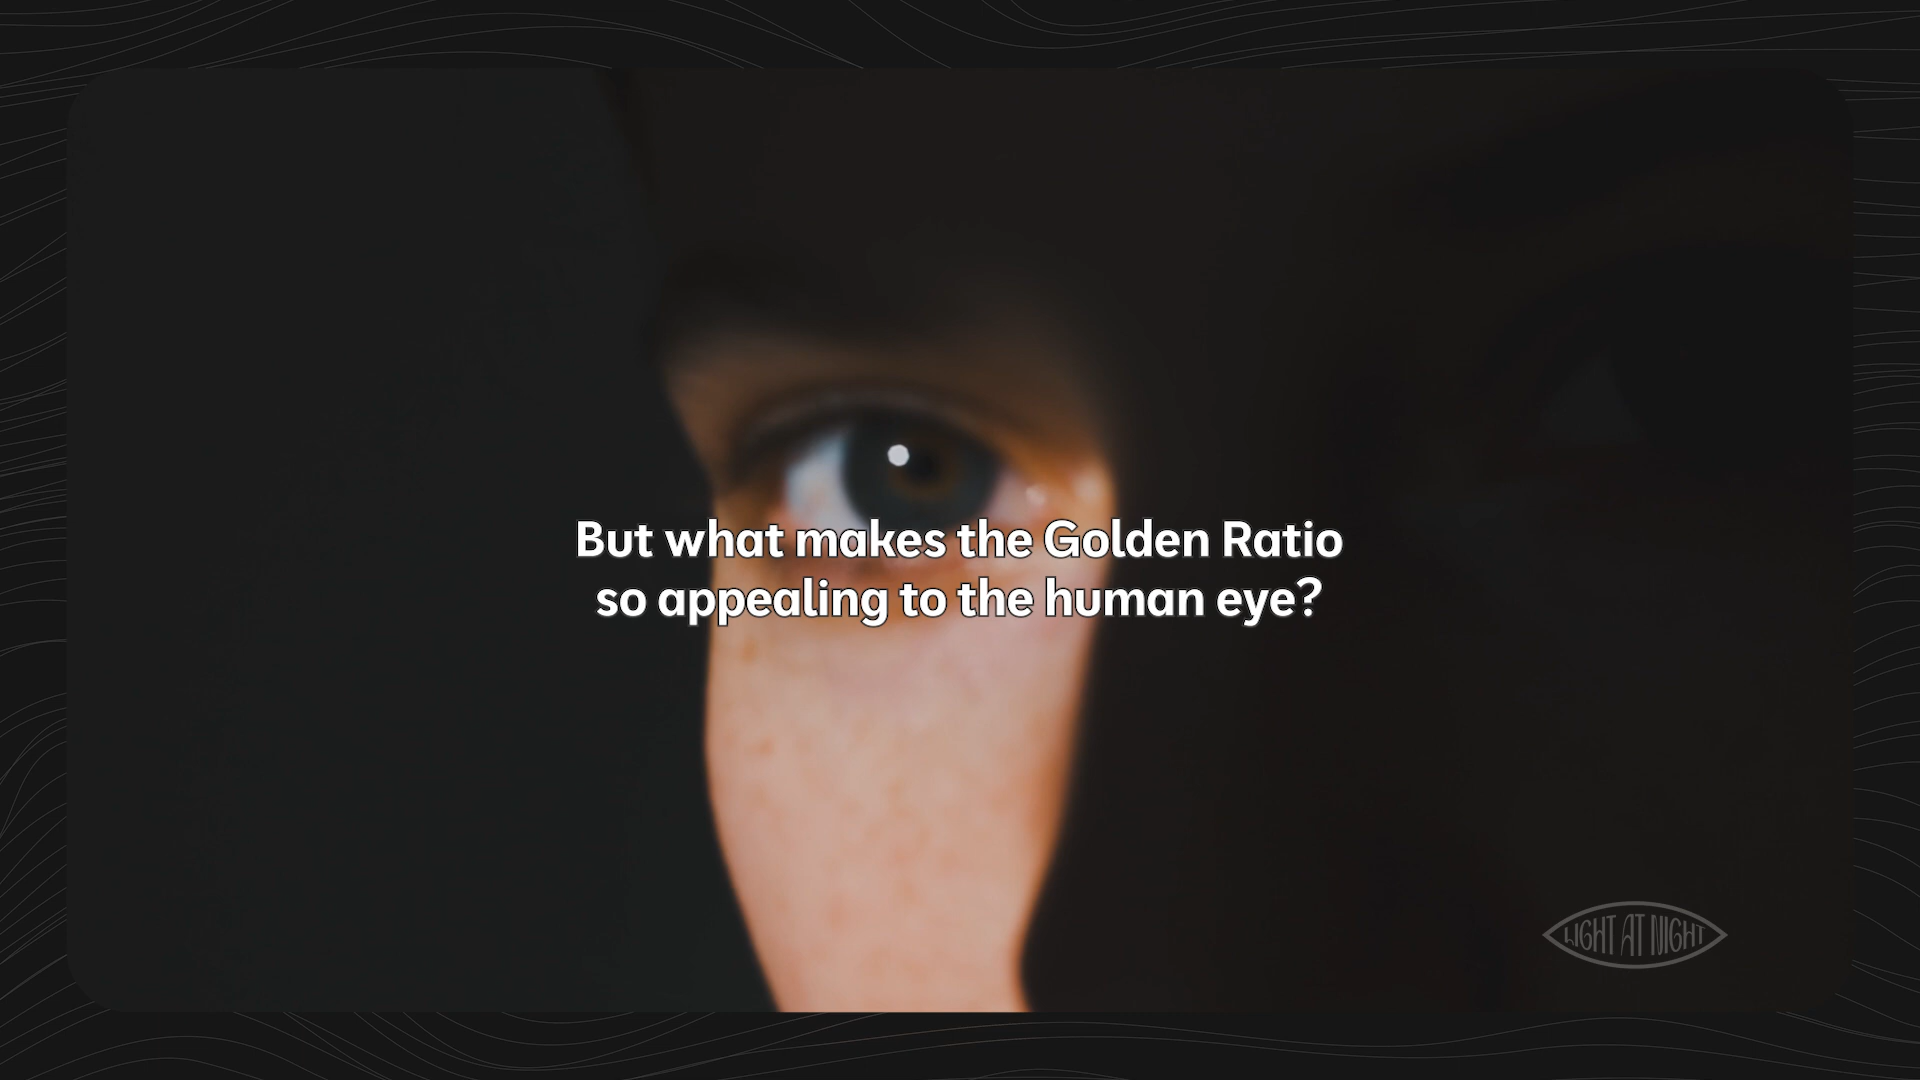 But what makes the Golden Ratio
so appealing to the human eye?
LIGHT AT NIGHT